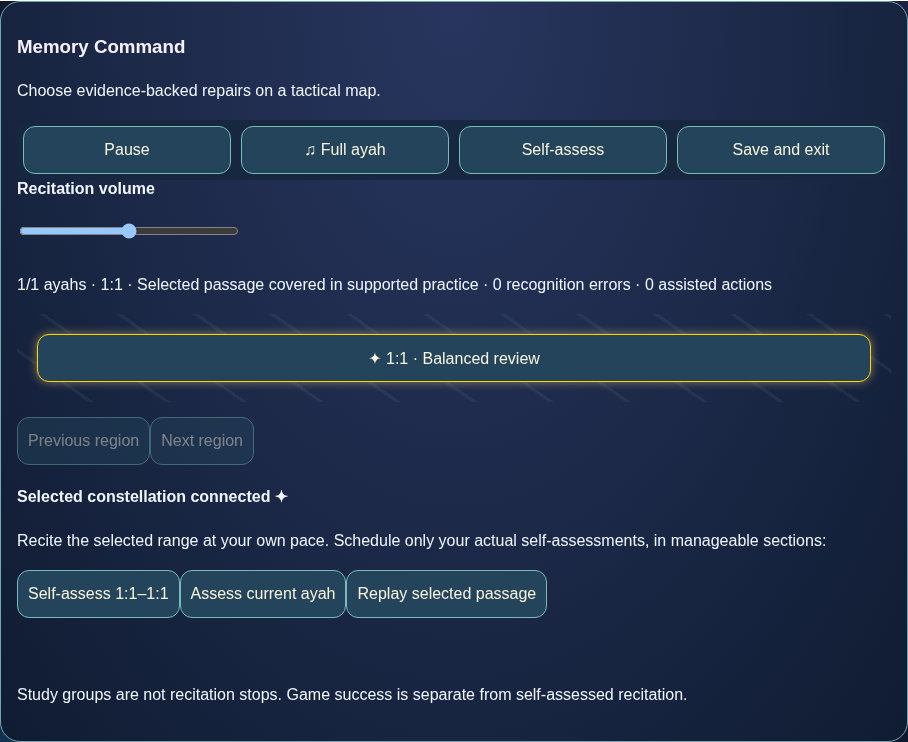 Memory Command
Choose evidence-backed repairs on a tactical map.
Pause
♫ Full ayah
Self-assess
Save and exit
Recitation volume
1/1 ayahs · 1:1 · Selected passage covered in supported practice · 0 recognition errors · 0 assisted actions
✦ 1:1 · Balanced review
Previous region
Next region
Selected constellation connected ✦
Recite the selected range at your own pace. Schedule only your actual self-assessments, in manageable sections:
Self-assess 1:1–1:1
Assess current ayah
Replay selected passage
Study groups are not recitation stops. Game success is separate from self-assessed recitation.